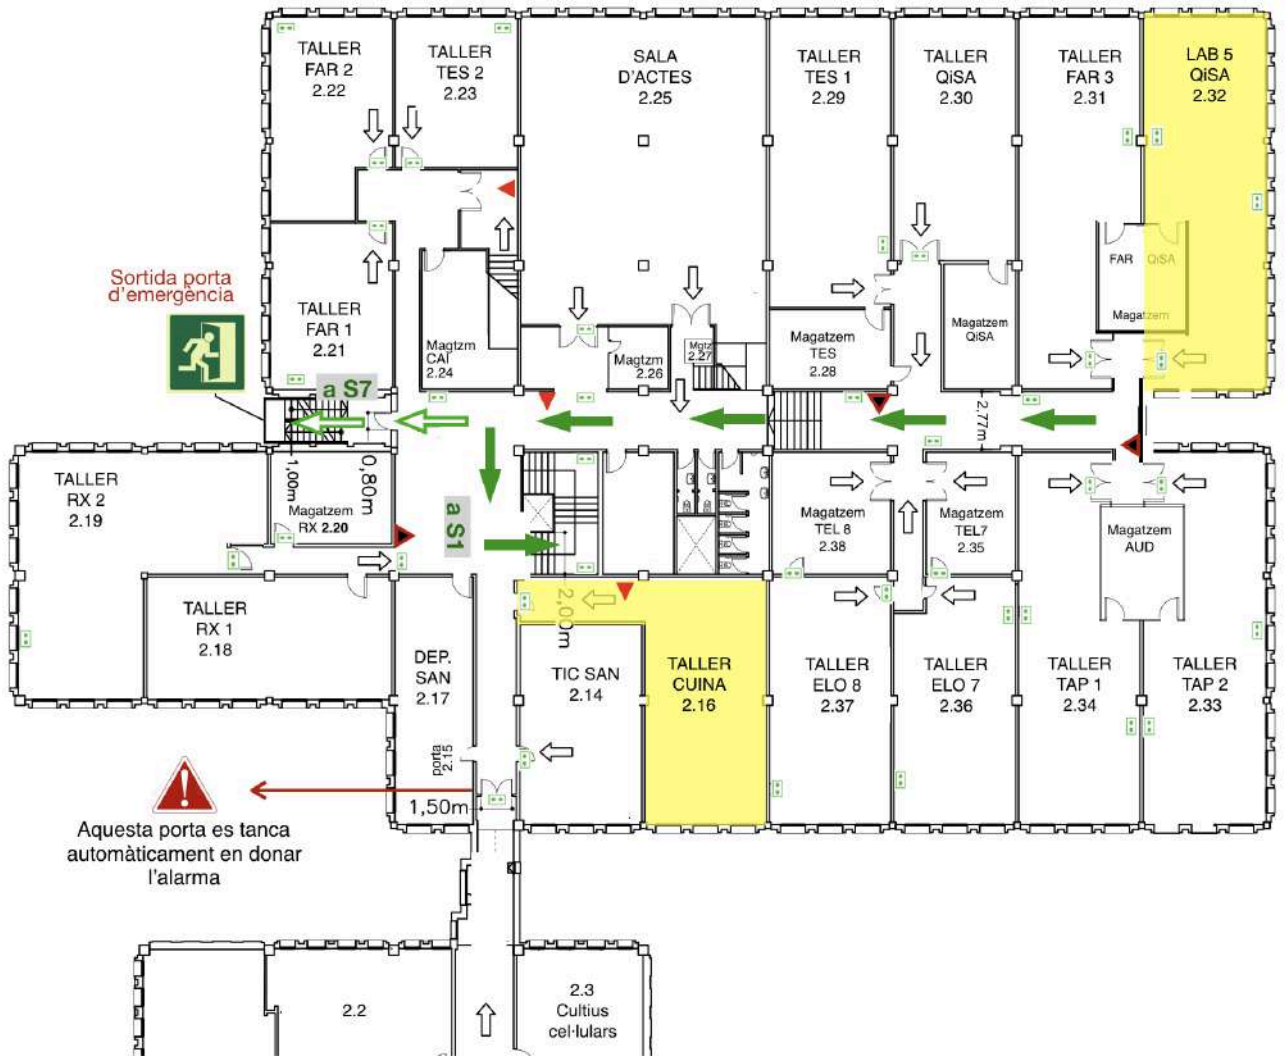 TALLER
FAR 2
2.22
TALLER
TES 2
2.23
SALA
D'ACTES
2.25
TALLER
TES 1
2.29
TALLER
QiSA
2.30
TALLER
FAR 3
2.31
LAB 5
QiSA
2.32
Sortida porta
d'emergència
TALLER
FAR 1
2.21
Magtzm
CAI
2.24
Magtzm
2.26
Mgtz
2.27
Magatzem
TES
2.28
Magatzem
QiSA
FAR
QiSA
Magatzem
a S7
2.77m
TALLER
RX 2
2.19
1,00m
0,80m
Magatzem
RX 2.20
a S1
Magatzem
TEL 8
2.38
Magatzem
TEL7
2.35
Magatzem
AUD
TALLER
RX 1
2.18
DEP.
SAN
2.17
porta
2.15
2,00m
TIC SAN
2.14
TALLER
CUINA
2.16
TALLER
ELO 8
2.37
TALLER
ELO 7
2.36
TALLER
TAP 1
2.34
TALLER
TAP 2
2.33
1,50m
Aquesta porta es tanca
automàticament en donar
l'alarma
2.2
2.3
Cultius
cel·lulars